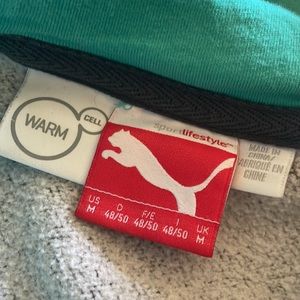 WARM
CELL
sportlifestyle
US D F/E I UK
M 48/50 48/50 48/50 M
MADE IN
CHINA/
FABRIQUÉ EN
CHINE